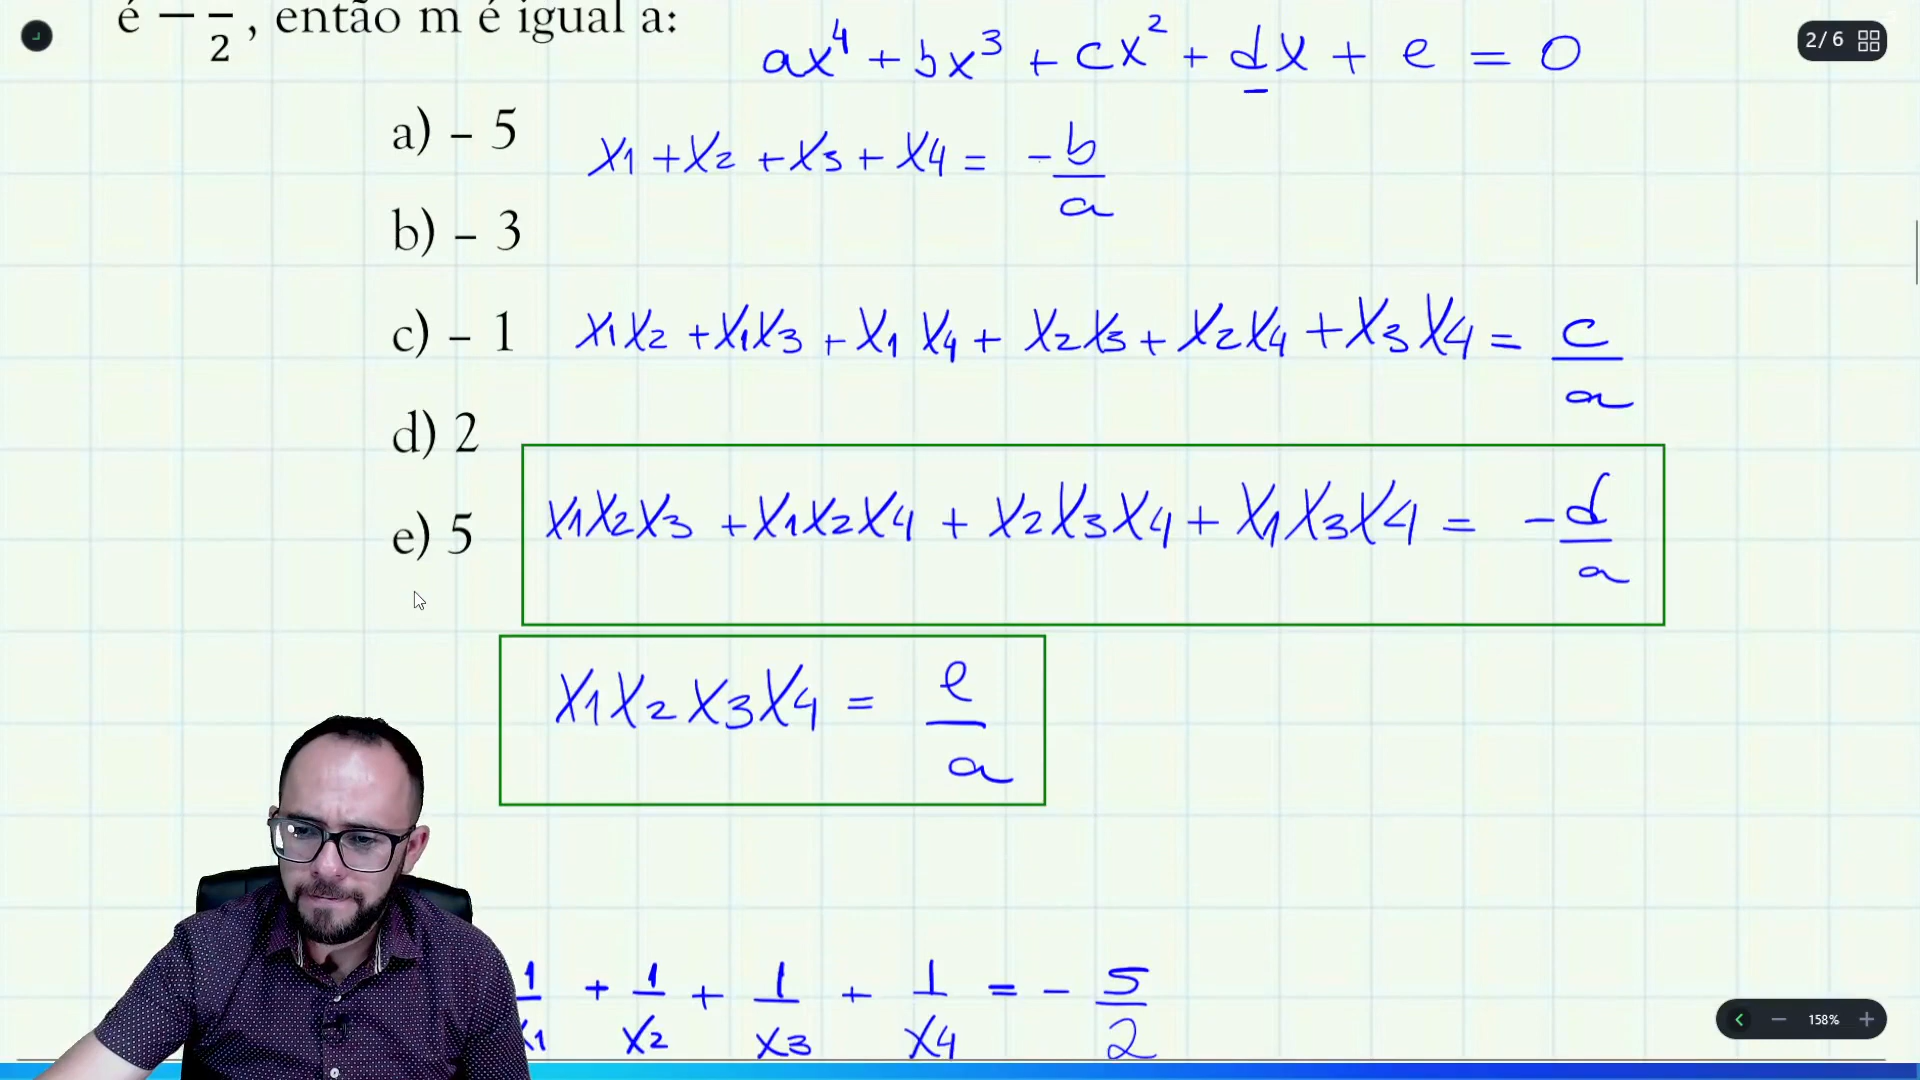 é − –/2, então m é igual a:
ax⁴ + bx³ + cx² + dx + e = 0
2/6
a) – 5
x1 + x2 + x3 + x4 = -b/a
b) – 3
c) – 1
x1x2 + x1x3 + x1x4 + x2x3 + x2x4 + x3x4 = c/a
d) 2
e) 5
x1x2x3 + x1x2x4 + x2x3x4 + x1x3x4 = -d/a
x1x2x3x4 = e/a
1/x1 + 1/x2 + 1/x3 + 1/x4 = -5/2
158%